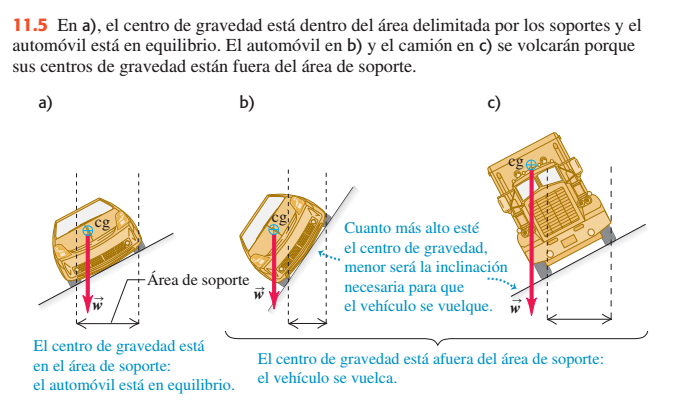 11.5 En a), el centro de gravedad está dentro del área delimitada por los soportes y el
automóvil está en equilibrio. El automóvil en b) y el camión en c) se volcarán porque
sus centros de gravedad están fuera del área de soporte.
a)
b)
c)
cg
cg
cg
Cuanto más alto esté
el centro de gravedad,
menor será la inclinación
necesaria para que
el vehículo se vuelque.
Área de soporte
w
w
w
El centro de gravedad está
en el área de soporte:
el automóvil está en equilibrio.
El centro de gravedad está afuera del área de soporte:
el vehículo se vuelca.